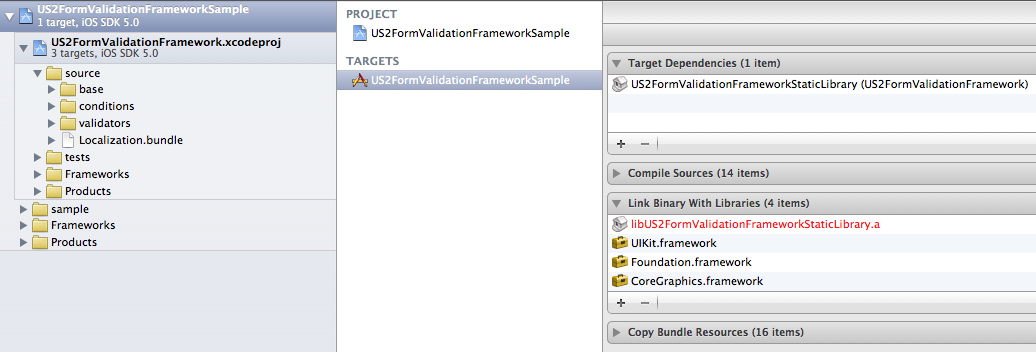 US2FormValidationFrameworkSample
1 target, iOS SDK 5.0
US2FormValidationFramework.xcodeproj
3 targets, iOS SDK 5.0
source
base
conditions
validators
Localization.bundle
tests
Frameworks
Products
sample
Frameworks
Products
PROJECT
US2FormValidationFrameworkSample
TARGETS
US2FormValidationFrameworkSample
Target Dependencies (1 item)
US2FormValidationFrameworkStaticLibrary (US2FormValidationFramework)
Compile Sources (14 items)
Link Binary With Libraries (4 items)
libUS2FormValidationFrameworkStaticLibrary.a
UIKit.framework
Foundation.framework
CoreGraphics.framework
Copy Bundle Resources (16 items)